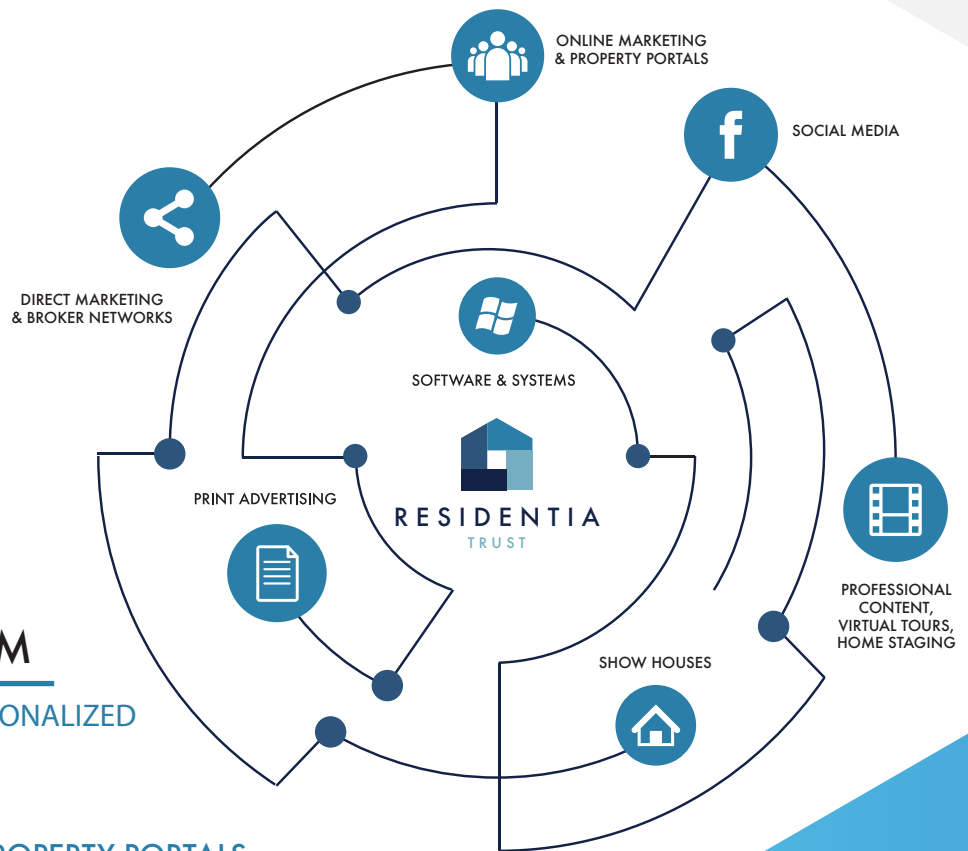 ONLINE MARKETING
& PROPERTY PORTALS
SOCIAL MEDIA
DIRECT MARKETING
& BROKER NETWORKS
SOFTWARE & SYSTEMS
PRINT ADVERTISING
RESIDENTIA
TRUST
PROFESSIONAL
CONTENT,
VIRTUAL TOURS,
HOME STAGING
SHOW HOUSES
M
ONALIZED